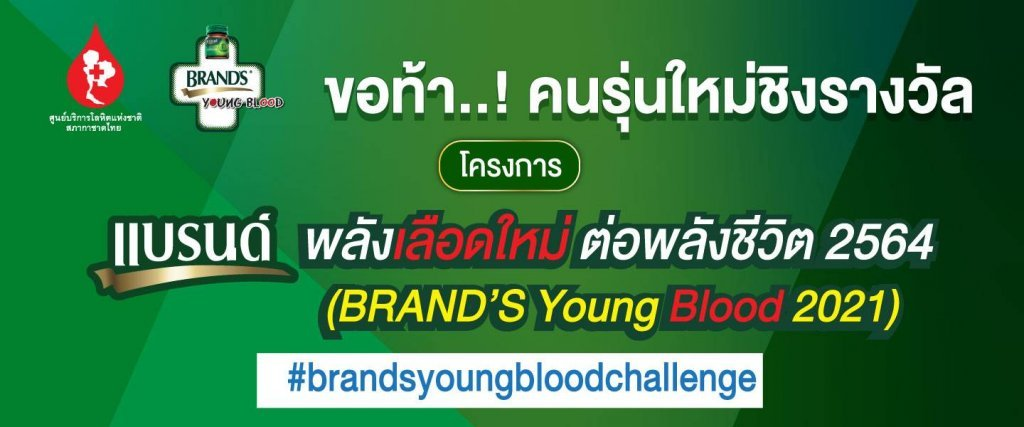 ศูนย์บริการโลหิตแห่งชาติ
สภากาชาดไทย
BRAND'S®
YOUNG BLOOD
ขอท้า..! คนรุ่นใหม่ชิงรางวัล
โครงการ
แบรนด์ พลังเลือดใหม่ ต่อพลังชีวิต 2564
(BRAND'S Young Blood 2021)
#brandsyoungbloodchallenge